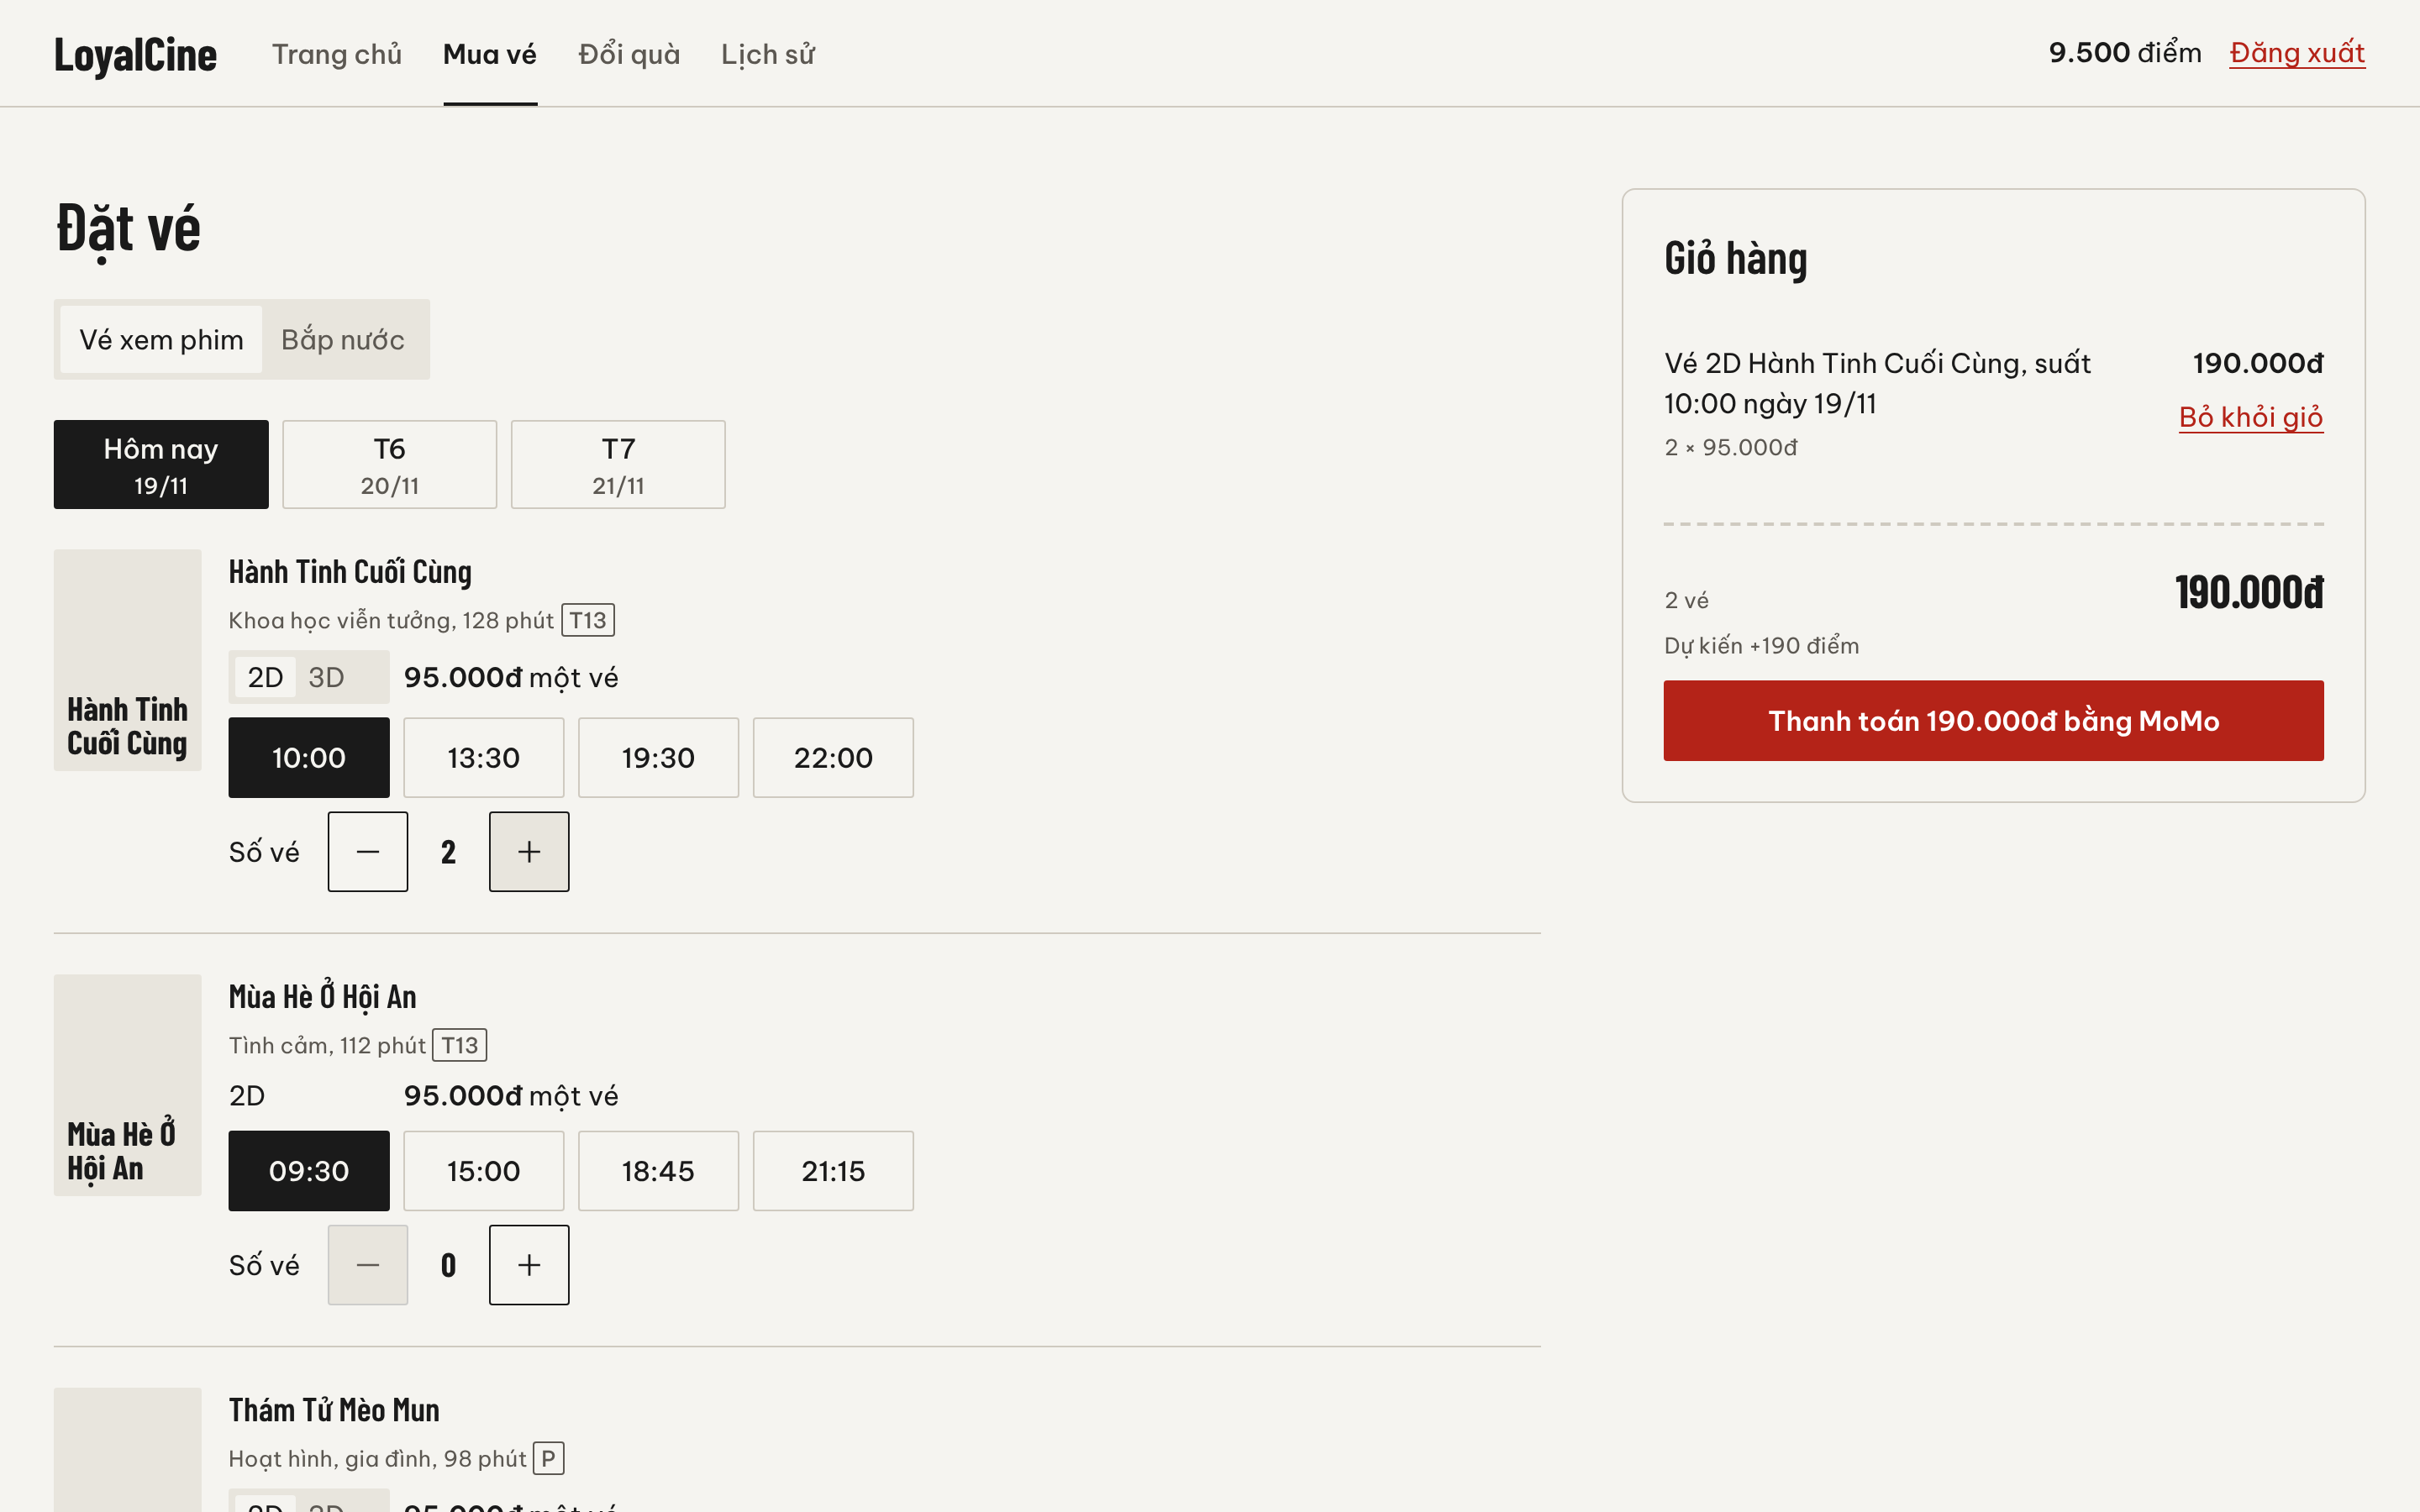 LoyalCine
Trang chủ
Mua vé
Đổi quà
Lịch sử
9.500 điểm
Đăng xuất
Đặt vé
Vé xem phim
Bắp nước
Hôm nay
19/11
T6
20/11
T7
21/11
Hành Tinh
Cuối Cùng
Hành Tinh Cuối Cùng
Khoa học viễn tưởng, 128 phút T13
2D 3D 95.000đ một vé
10:00 13:30 19:30 22:00
Số vé − 2 +
Mùa Hè Ở
Hội An
Mùa Hè Ở Hội An
Tình cảm, 112 phút T13
2D 95.000đ một vé
09:30 15:00 18:45 21:15
Số vé − 0 +
Thám Tử Mèo Mun
Hoạt hình, gia đình, 98 phút P
2D 3D 95.000đ một vé
Giỏ hàng
Vé 2D Hành Tinh Cuối Cùng, suất
10:00 ngày 19/11
2 × 95.000đ
190.000đ
Bỏ khỏi giỏ
2 vé
190.000đ
Dự kiến +190 điểm
Thanh toán 190.000đ bằng MoMo